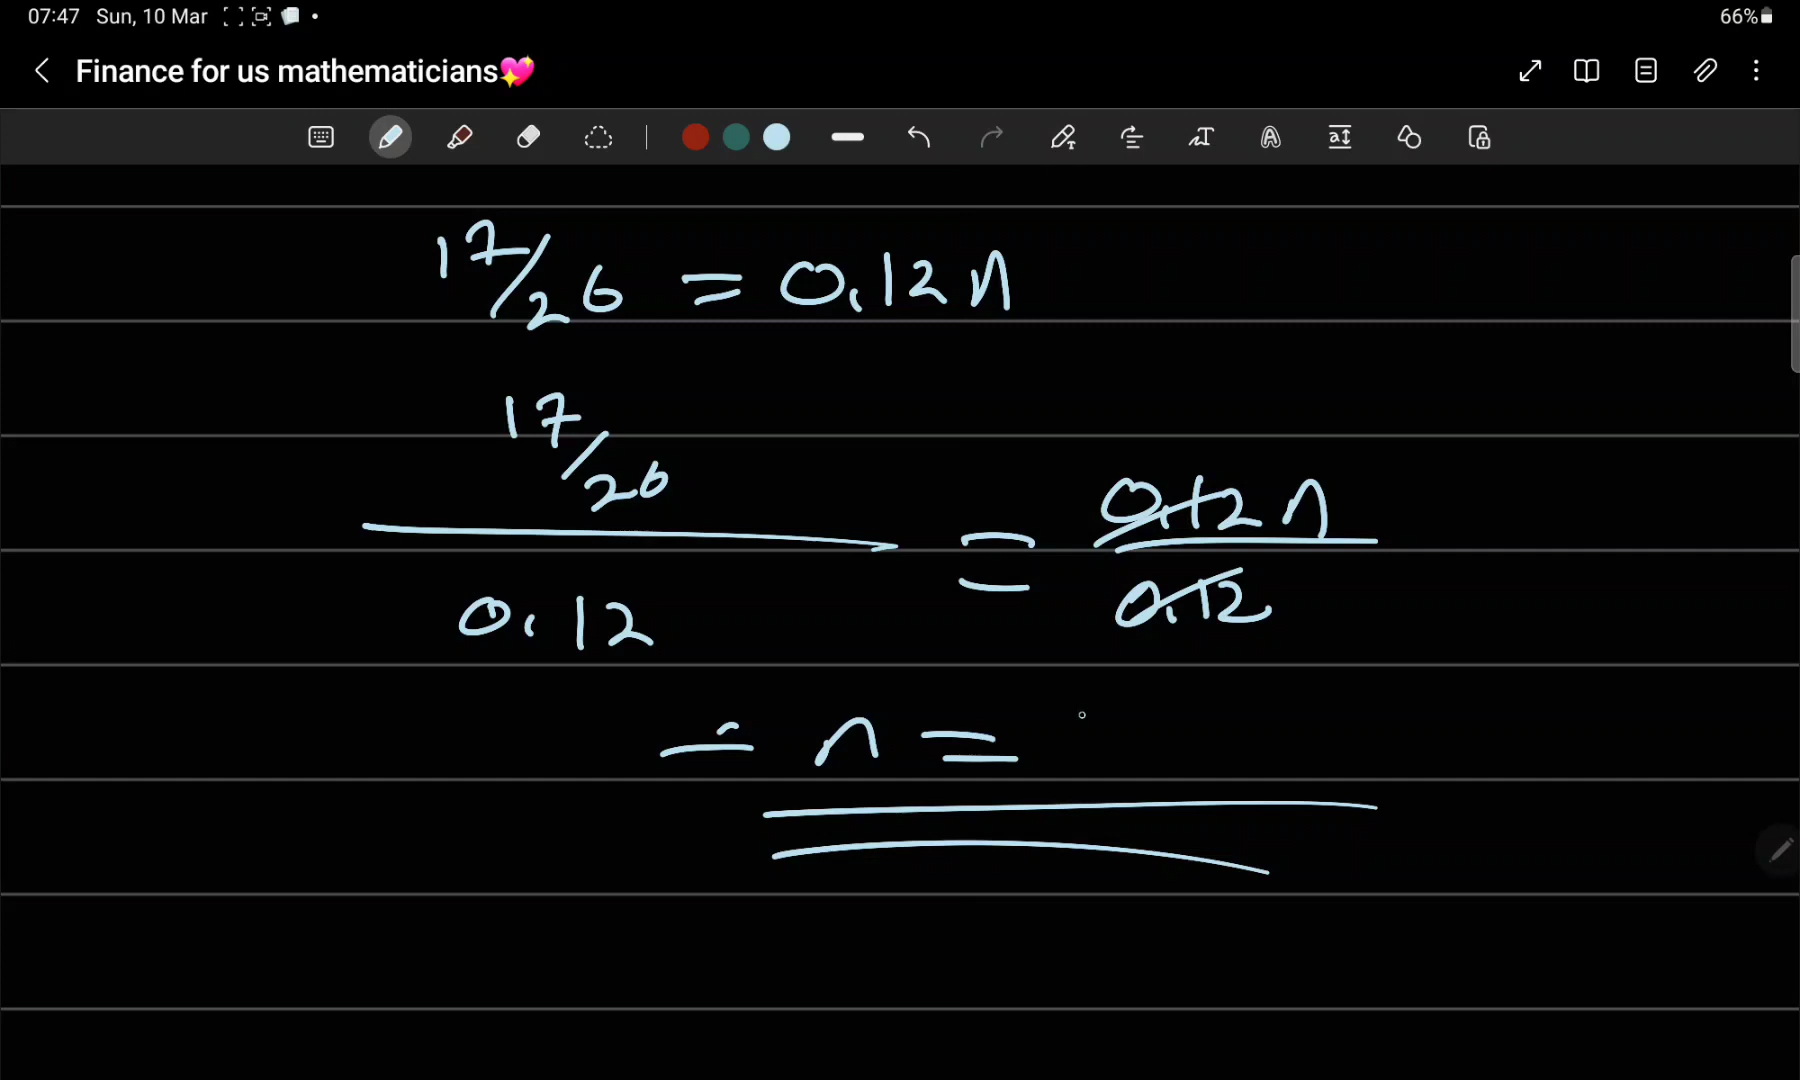 07:47 Sun, 10 Mar 66%
Finance for us mathematicians💖
17/26 = 0,12n
17/26 / 0,12 = 0,12n / 0,12
∴ n =